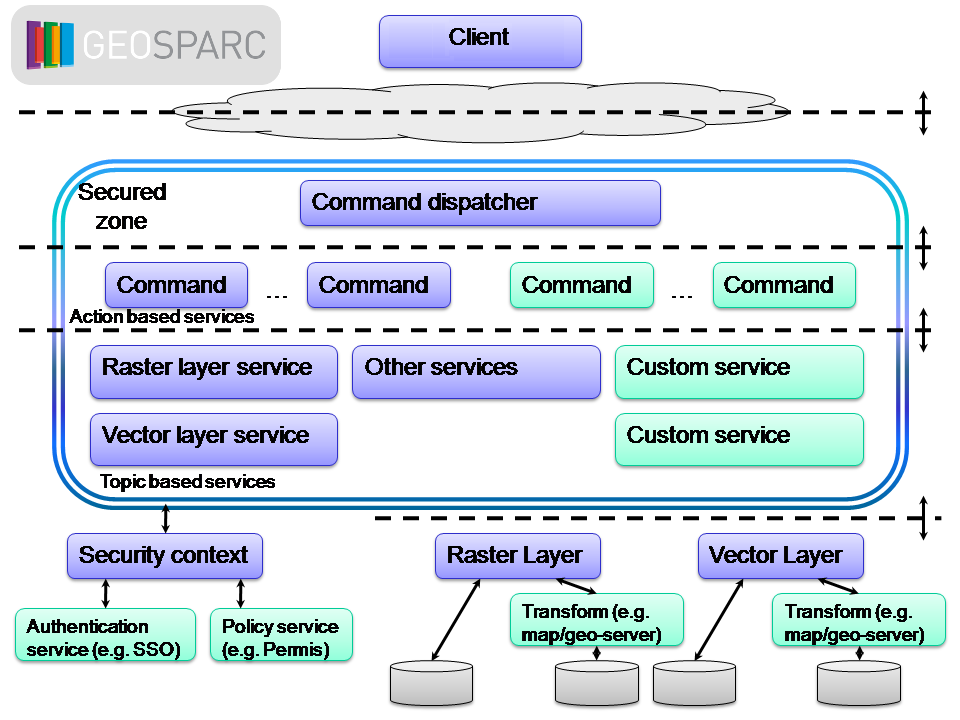 GEOSPARC
Client
Secured
zone
Command dispatcher
Command
...
Command
Command
...
Command
Action based services
Raster layer service
Other services
Custom service
Vector layer service
Custom service
Topic based services
Security context
Raster Layer
Vector Layer
Authentication
service (e.g. SSO)
Policy service
(e.g. Permis)
Transform (e.g.
map/geo-server)
Transform (e.g.
map/geo-server)